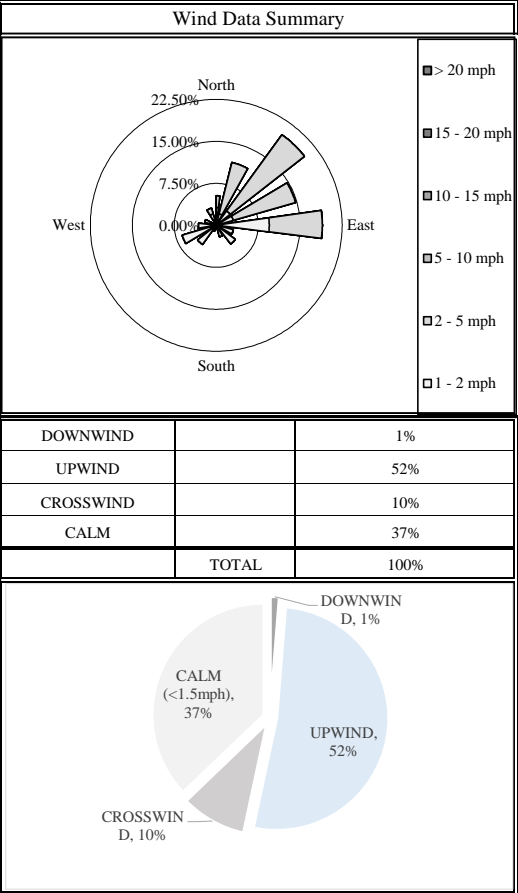 Wind Data Summary
North
22.50%
15.00%
7.50%
0.00%
West
East
South
> 20 mph
15 - 20 mph
10 - 15 mph
5 - 10 mph
2 - 5 mph
1 - 2 mph
DOWNWIND 1%
UPWIND 52%
CROSSWIND 10%
CALM 37%
TOTAL 100%
DOWNWIN
D, 1%
CALM
(<1.5mph),
37%
UPWIND,
52%
CROSSWIN
D, 10%